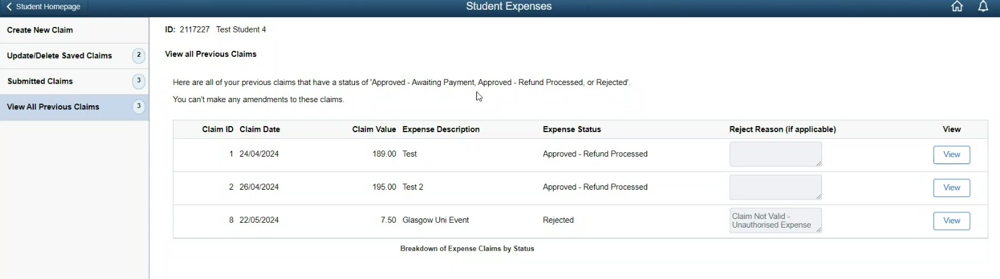 Student Homepage
Student Expenses
Create New Claim
Update/Delete Saved Claims 2
Submitted Claims 3
View All Previous Claims 3
ID: 2117227 Test Student 4
View all Previous Claims
Here are all of your previous claims that have a status of 'Approved - Awaiting Payment, Approved - Refund Processed, or Rejected'.
You can't make any amendments to these claims.
Claim ID Claim Date Claim Value Expense Description Expense Status Reject Reason (if applicable) View
1 24/04/2024 189.00 Test Approved - Refund Processed View
2 26/04/2024 195.00 Test 2 Approved - Refund Processed View
8 22/05/2024 7.50 Glasgow Uni Event Rejected Claim Not Valid - View
Unauthorised Expense
Breakdown of Expense Claims by Status